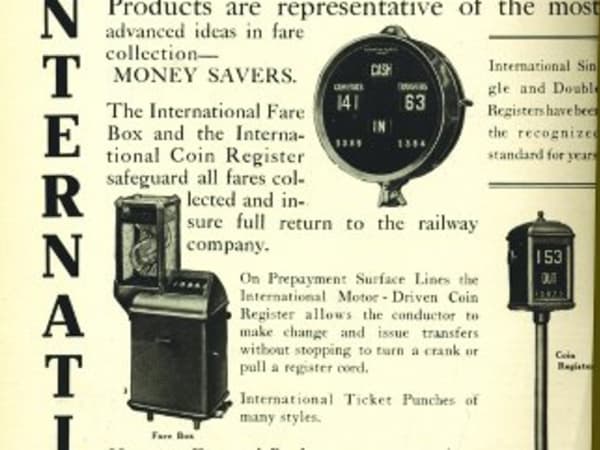 N
T
E
R
N
A
T
I
Products are representative of the most
advanced ideas in fare
collection—
MONEY SAVERS.
The International Fare
Box and the Interna-
tional Coin Register
safeguard all fares col-
lected and in-
sure full return to the railway
company.
On Prepayment Surface Lines the
International Motor-Driven Coin
Register allows the conductor to
make change and issue transfers
without stopping to turn a crank or
pull a register cord.
International Ticket Punches of
many styles.
Fare Box
CASH
TRANSFERS
141
63
IN
International Sin
gle and Double
Registers have been
the recognized
standard for years
153
OUT
Coin
Register